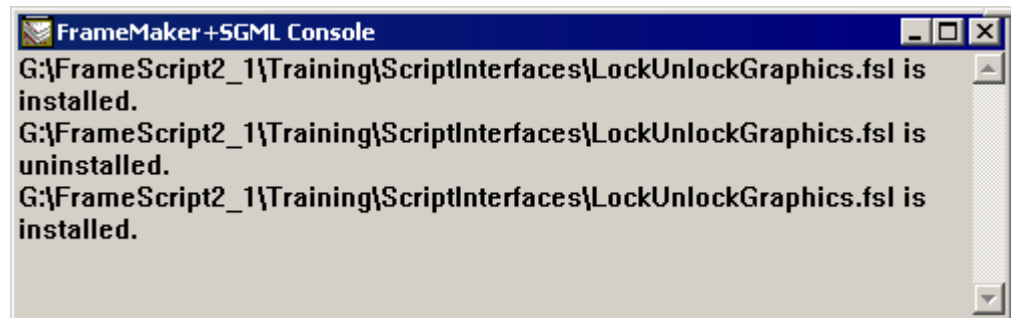 FrameMaker+SGML Console
G:\FrameScript2_1\Training\ScriptInterfaces\LockUnlockGraphics.fsl is
installed.
G:\FrameScript2_1\Training\ScriptInterfaces\LockUnlockGraphics.fsl is
uninstalled.
G:\FrameScript2_1\Training\ScriptInterfaces\LockUnlockGraphics.fsl is
installed.